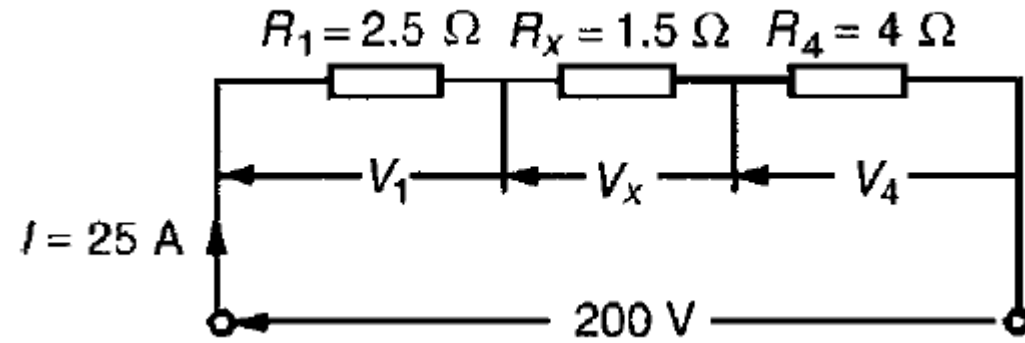 R₁ = 2.5 Ω Rₓ = 1.5 Ω R₄ = 4 Ω
V₁ Vₓ V₄
I = 25 A
200 V